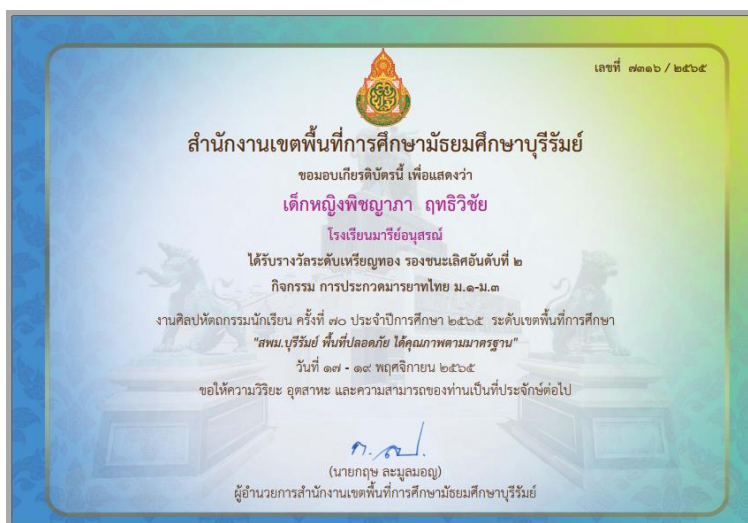 เลขที่ ๗๓๑๖ / ๒๕๖๕
สำนักงานเขตพื้นที่การศึกษามัธยมศึกษาบุรีรัมย์
ขอมอบเกียรติบัตรนี้ เพื่อแสดงว่า
เด็กหญิงพิชญาภา ฤทธิวิชัย
โรงเรียนมารีย์อนุสรณ์
ได้รับรางวัลระดับเหรียญทอง รองชนะเลิศอันดับที่ ๒
กิจกรรม การประกวดมารยาทไทย ม.๑-ม.๓
งานศิลปหัตถกรรมนักเรียน ครั้งที่ ๗๐ ประจำปีการศึกษา ๒๕๖๕ ระดับเขตพื้นที่การศึกษา
"สพม.บุรีรัมย์ พื้นที่ปลอดภัย ได้คุณภาพตามมาตรฐาน"
วันที่ ๑๗ - ๑๙ พฤศจิกายน ๒๕๖๕
ขอให้ความวิริยะ อุตสาหะ และความสามารถของท่านเป็นที่ประจักษ์ต่อไป
(นายกฤษ ละมูลมอญ)
ผู้อำนวยการสำนักงานเขตพื้นที่การศึกษามัธยมศึกษาบุรีรัมย์